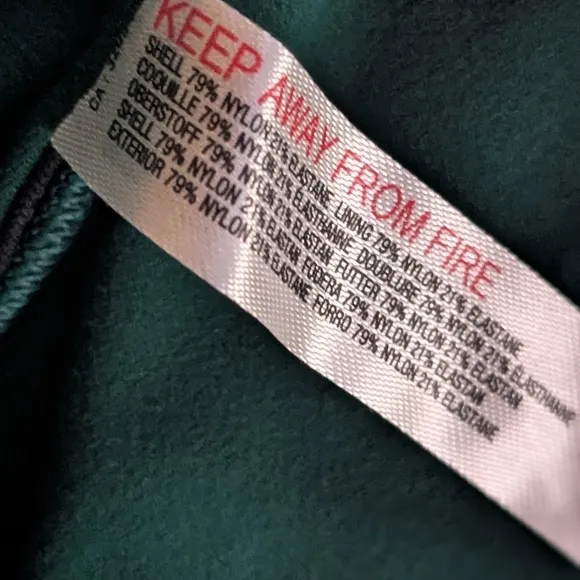 KEEP AWAY FROM FIRE
SHELL 79% NYLON 21% ELASTANE. LINING 79% NYLON 21% ELASTANE.
COQUILLE 79% NYLON 21% ELASTHANNE. DOUBLURE 79% NYLON 21% ELASTHANNE
OBERSTOFF 79% NYLON 21% ELASTAN. FUTTER 79% NYLON 21% ELASTAN
SHELL 79% NYLON 21% ELASTAN. FODERA 79% NYLON 21% ELASTAN
EXTERIOR 79% NYLON 21% ELASTANE. FORRO 79% NYLON 21% ELASTANE
CA